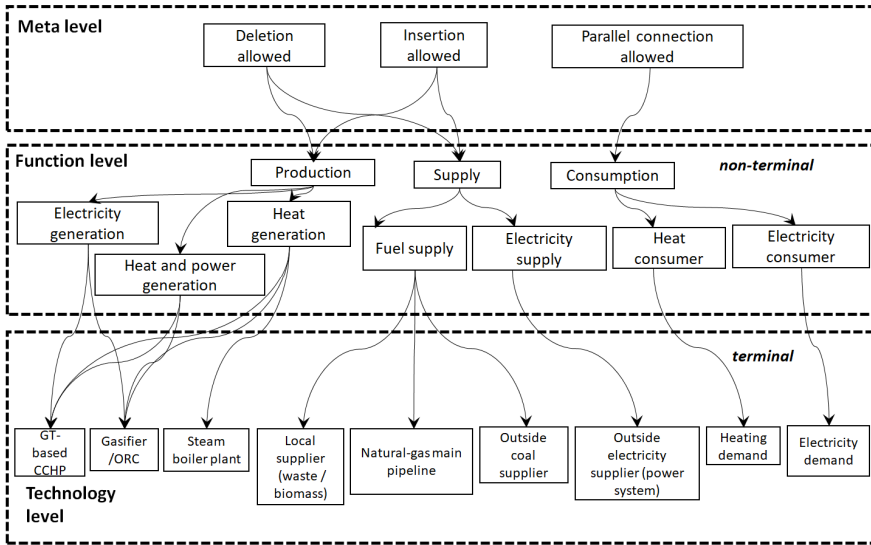 Meta level
Deletion
allowed
Insertion
allowed
Parallel connection
allowed
Function level
non-terminal
Production
Supply
Consumption
Electricity
generation
Heat
generation
Heat and power
generation
Fuel supply
Electricity
supply
Heat
consumer
Electricity
consumer
terminal
GT-
based
CCHP
Gasifier
/ORC
Steam
boiler plant
Local
supplier
(waste /
biomass)
Natural-gas main
pipeline
Outside
coal
supplier
Outside
electricity
supplier (power
system)
Heating
demand
Electricity
demand
Technology
level